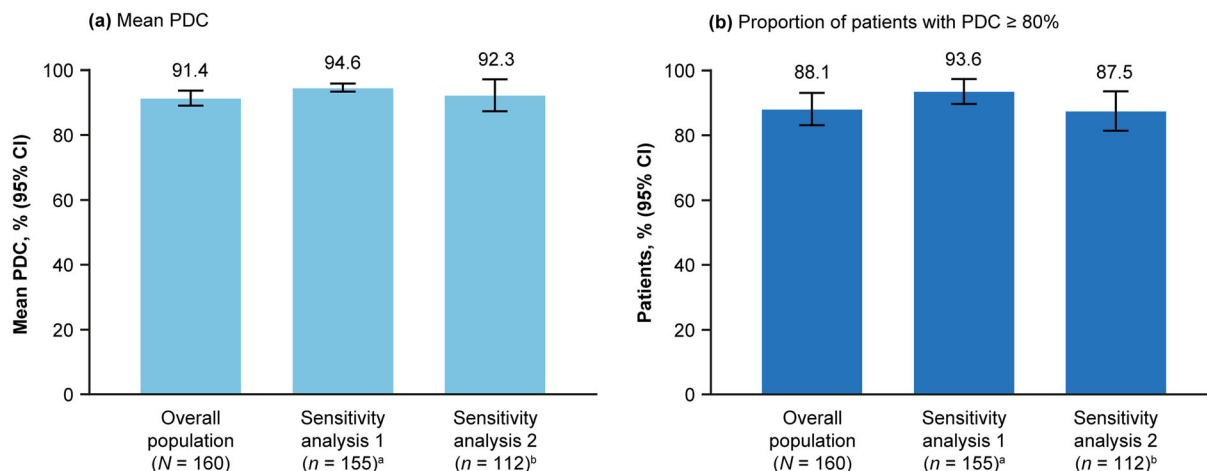 (a) Mean PDC
Mean PDC, % (95% CI)
100
80
60
40
20
0
91.4
94.6
92.3
Overall
population
(N = 160)
Sensitivity
analysis 1
(n = 155)ᵃ
Sensitivity
analysis 2
(n = 112)ᵇ
(b) Proportion of patients with PDC ≥ 80%
Patients, % (95% CI)
100
80
60
40
20
0
88.1
93.6
87.5
Overall
population
(N = 160)
Sensitivity
analysis 1
(n = 155)ᵃ
Sensitivity
analysis 2
(n = 112)ᵇ